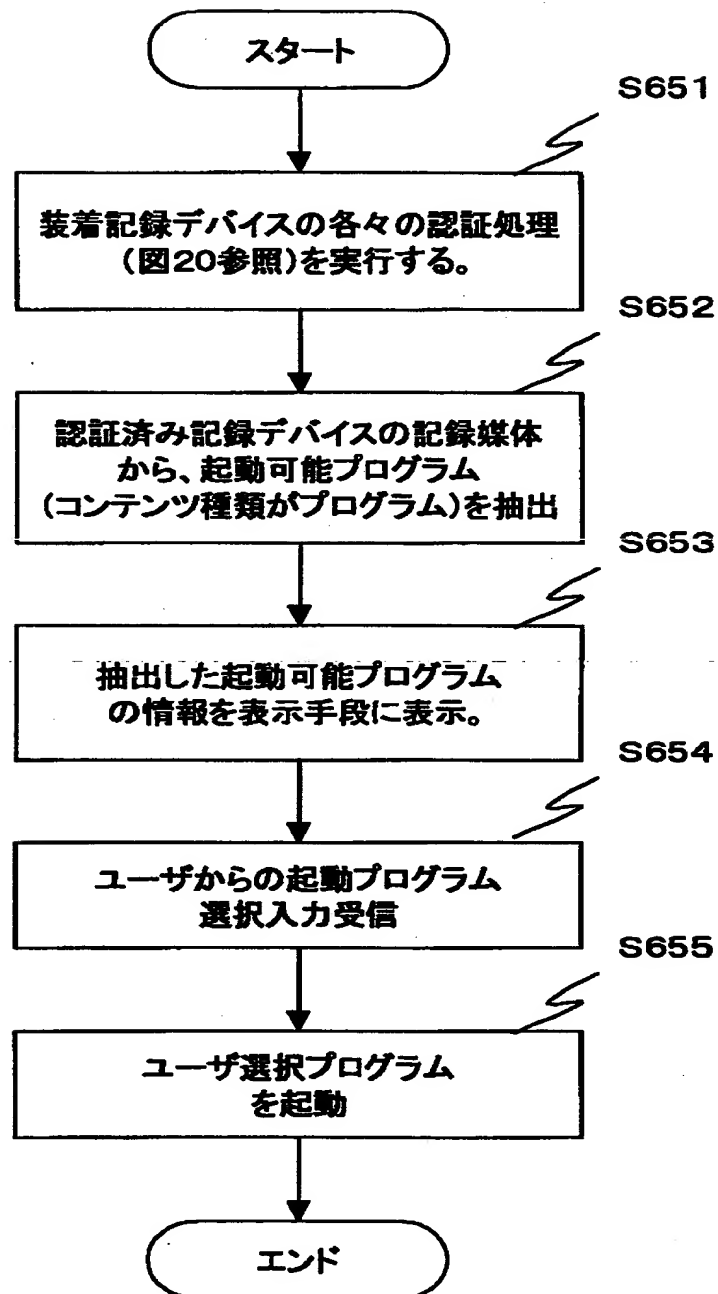 スタート
S651
装着記録デバイスの各々の認証処理
(図20参照)を実行する。
S652
認証済み記録デバイスの記録媒体
から、起動可能プログラム
(コンテンツ種類がプログラム)を抽出
S653
抽出した起動可能プログラム
の情報を表示手段に表示。
S654
ユーザからの起動プログラム
選択入力受信
S655
ユーザ選択プログラム
を起動
エンド